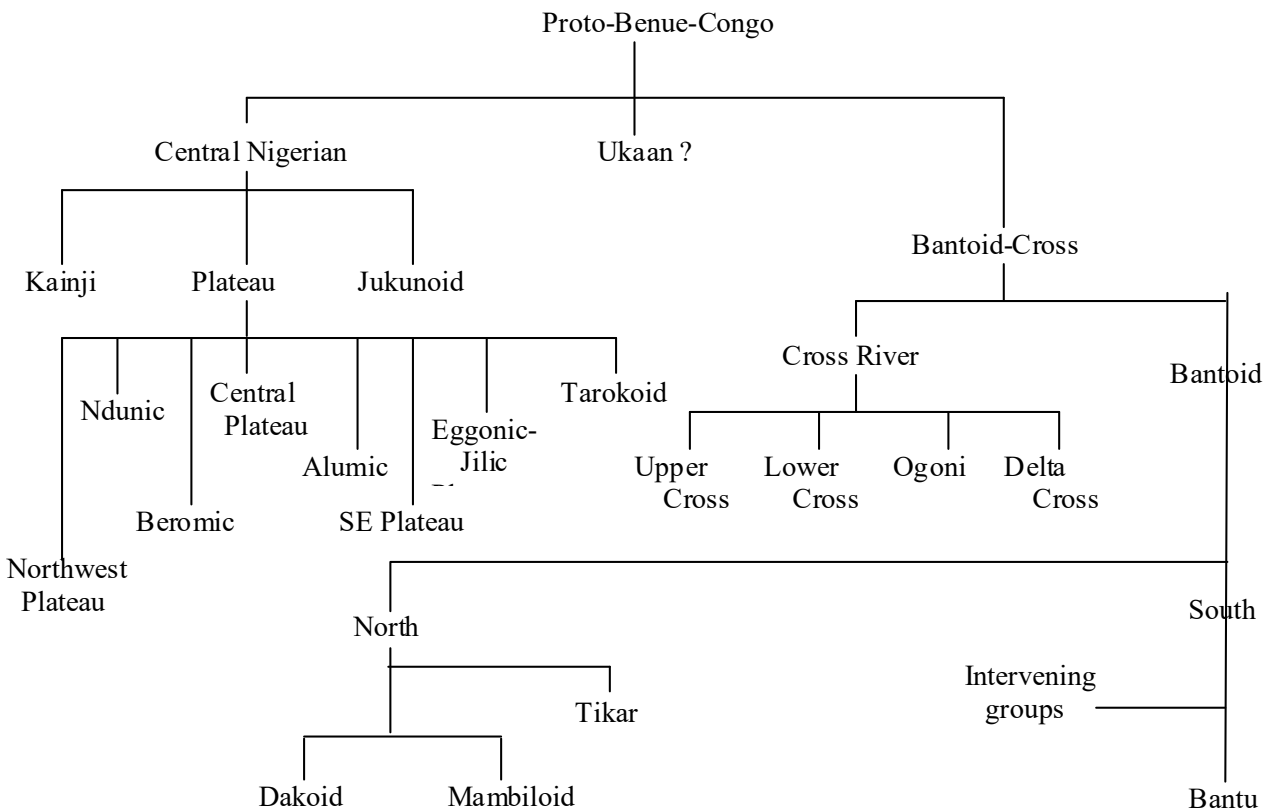 Proto-Benue-Congo
Central Nigerian
Ukaan ?
Bantoid-Cross
Kainji
Plateau
Jukunoid
Cross River
Bantoid
Ndunic
Central
Plateau
Tarokoid
Alumic
Eggonic-
Jilic
Upper
Cross
Lower
Cross
Ogoni
Delta
Cross
Beromic
SE Plateau
Northwest
Plateau
North
South
Tikar
Intervening
groups
Dakoid
Mambiloid
Bantu